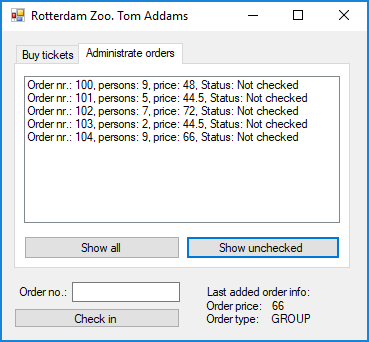 Rotterdam Zoo. Tom Addams
Buy tickets Administrate orders
Order nr.: 100, persons: 9, price: 48, Status: Not checked
Order nr.: 101, persons: 5, price: 44.5, Status: Not checked
Order nr.: 102, persons: 7, price: 72, Status: Not checked
Order nr.: 103, persons: 2, price: 44.5, Status: Not checked
Order nr.: 104, persons: 9, price: 66, Status: Not checked
Show all Show unchecked
Order no.: Last added order info:
Order price: 66
Check in Order type: GROUP